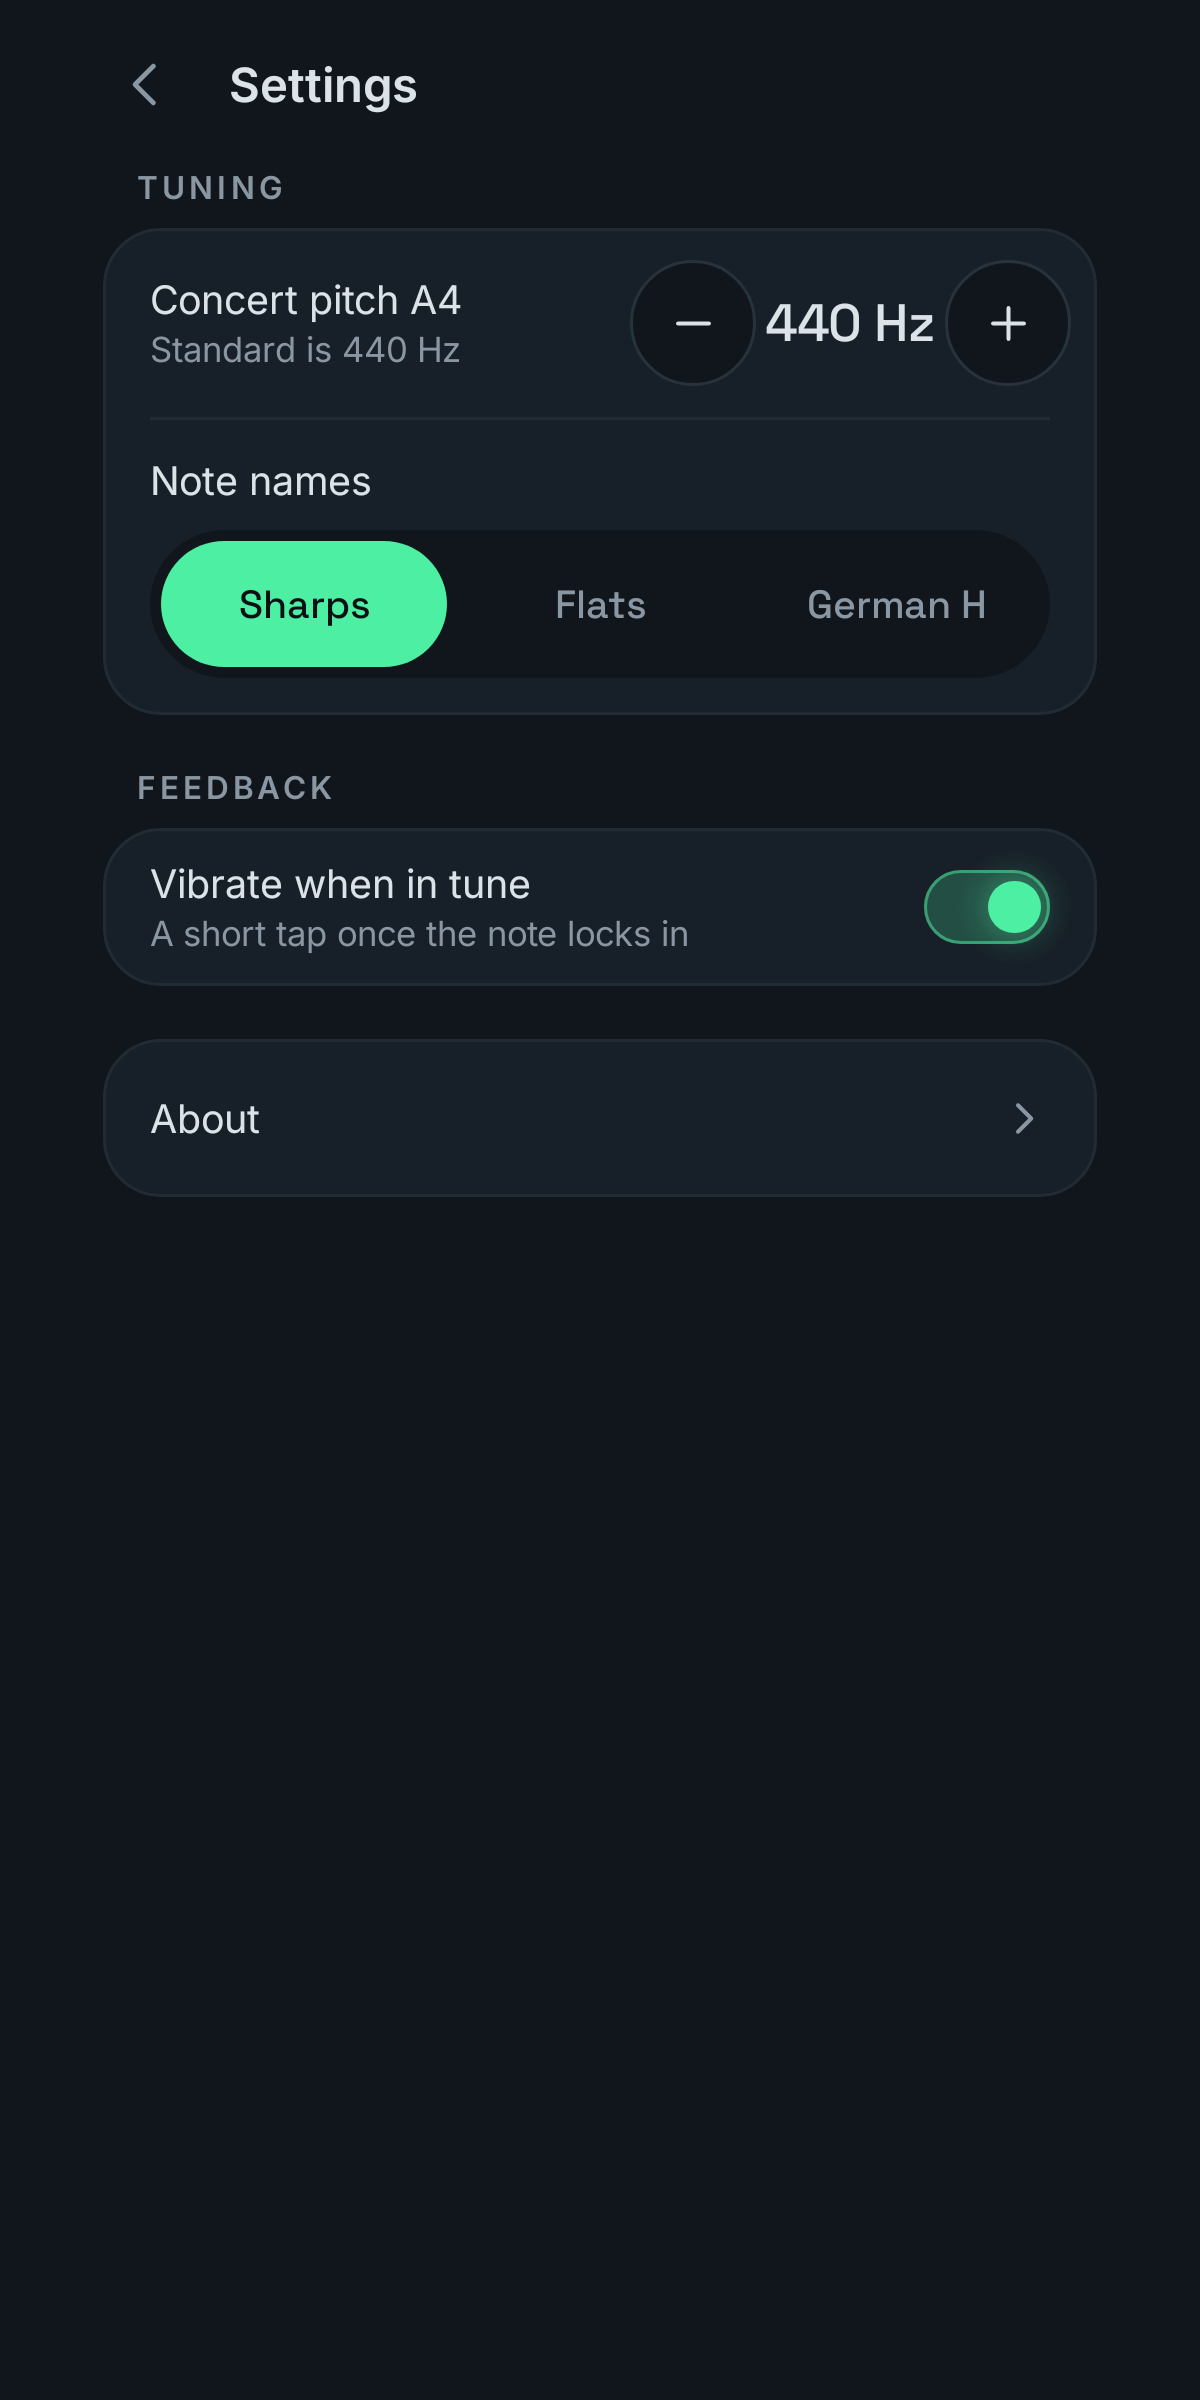 Settings
TUNING
Concert pitch A4
Standard is 440 Hz
440 Hz
Note names
Sharps Flats German H
FEEDBACK
Vibrate when in tune
A short tap once the note locks in
About